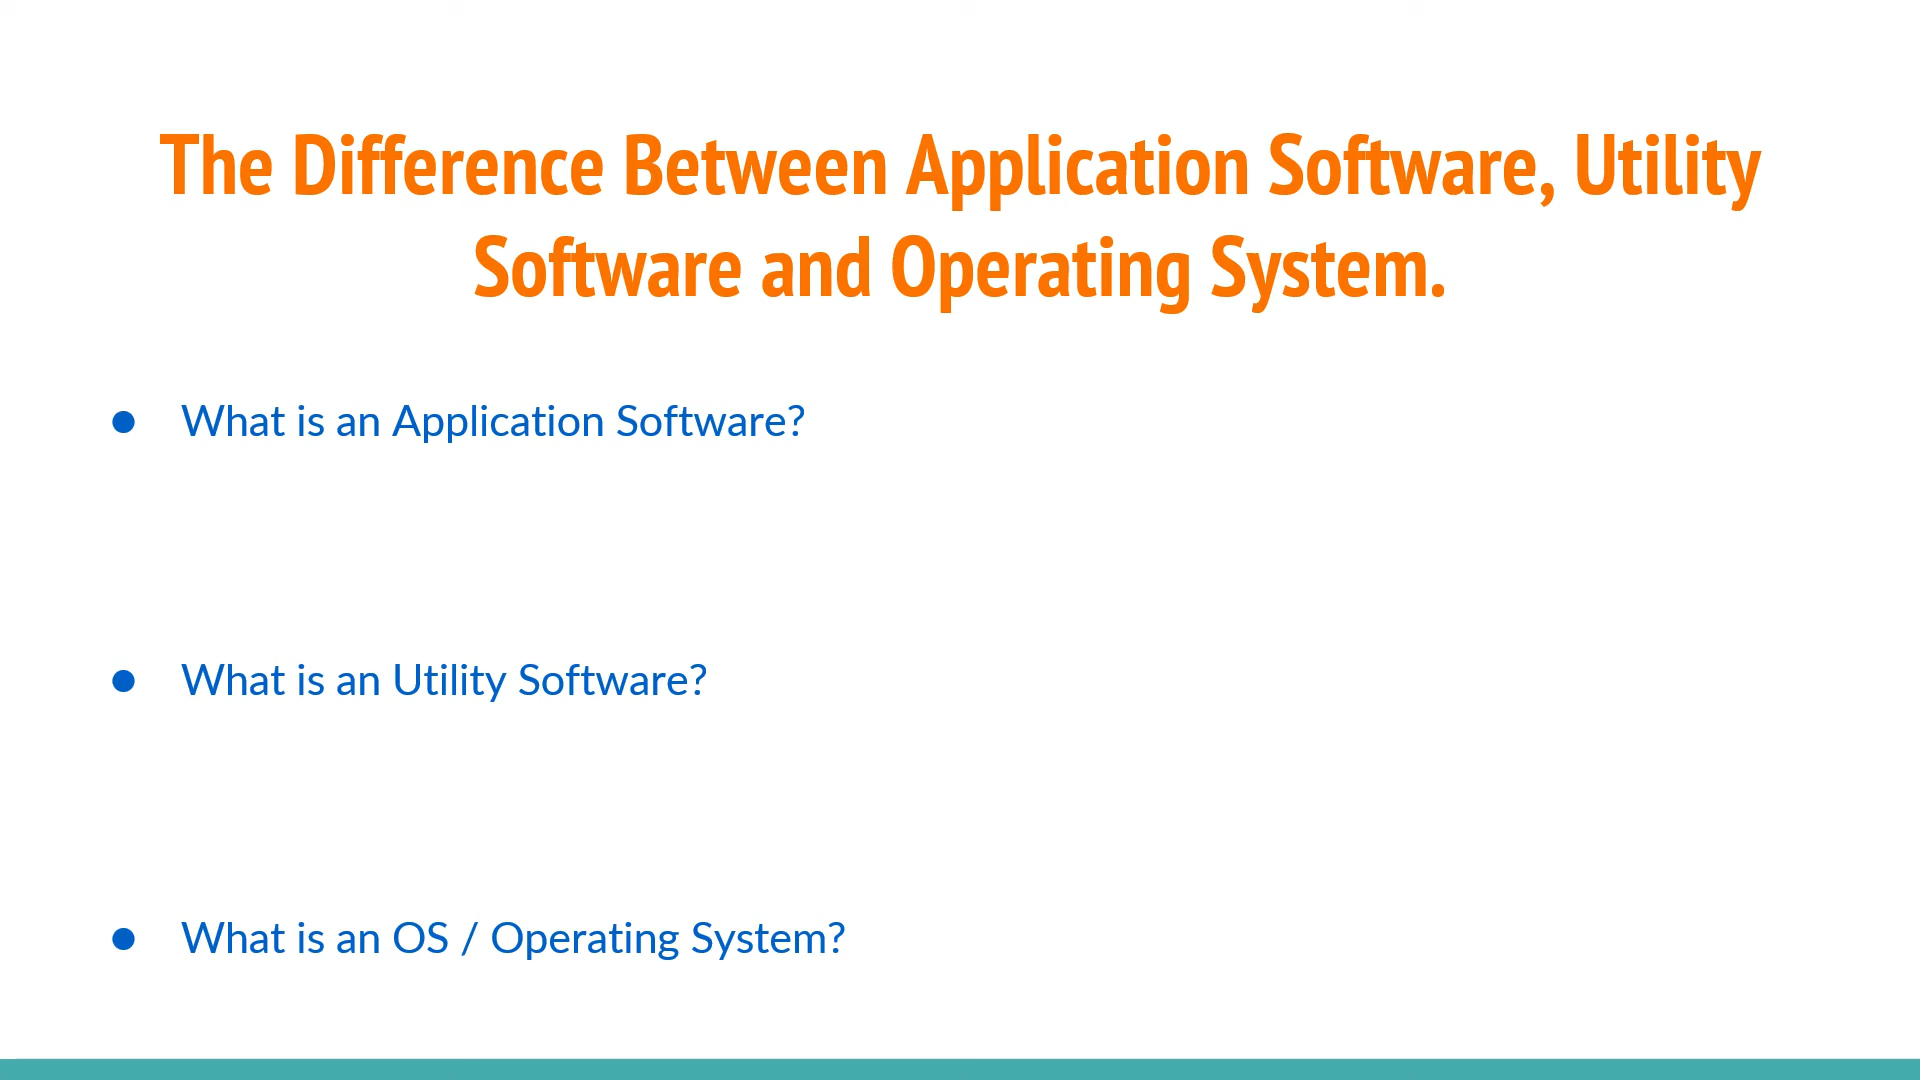 The Difference Between Application Software, Utility
Software and Operating System.
● What is an Application Software?
● What is an Utility Software?
● What is an OS / Operating System?